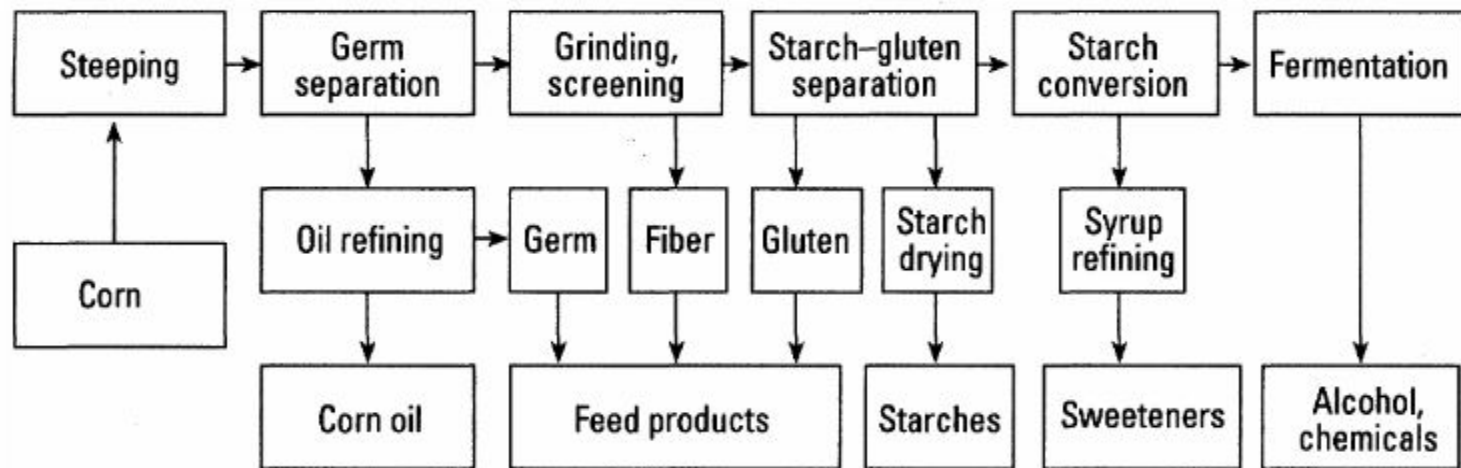 Steeping
Germ
separation
Grinding,
screening
Starch–gluten
separation
Starch
conversion
Fermentation
Corn
Oil refining
Germ
Fiber
Gluten
Starch
drying
Syrup
refining
Corn oil
Feed products
Starches
Sweeteners
Alcohol,
chemicals